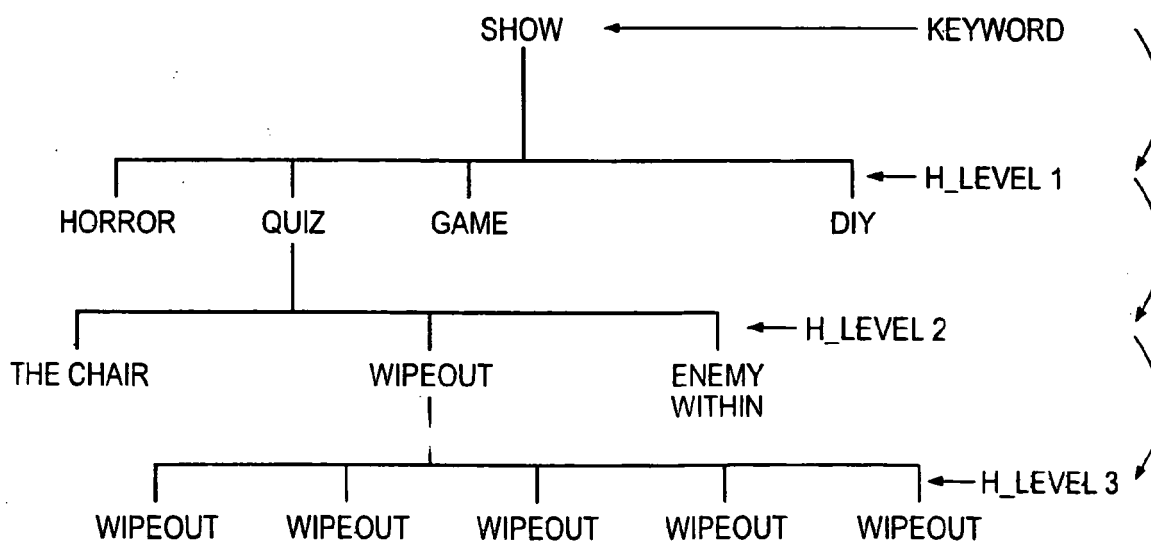 SHOW KEYWORD
H_LEVEL 1
HORROR QUIZ GAME DIY
H_LEVEL 2
THE CHAIR WIPEOUT ENEMY
WITHIN
H_LEVEL 3
WIPEOUT WIPEOUT WIPEOUT WIPEOUT WIPEOUT